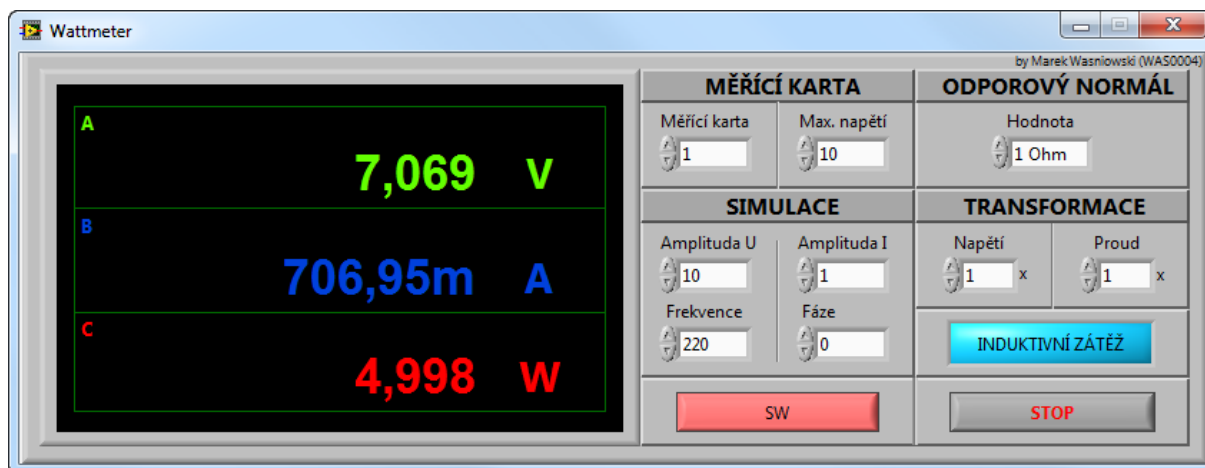 Wattmeter
by Marek Wasniowski (WAS0004)
A
7,069 V
B
706,95m A
C
4,998 W
MĚŘÍCÍ KARTA
Měřící karta Max. napětí
1 10
ODPOROVÝ NORMÁL
Hodnota
1 Ohm
SIMULACE
Amplituda U Amplituda I
10 1
Frekvence Fáze
220 0
TRANSFORMACE
Napětí Proud
1 x 1 x
INDUKTIVNÍ ZÁTĚŽ
SW
STOP